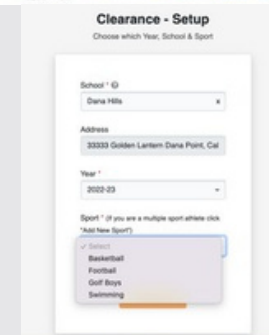 Clearance - Setup
Choose which Year, School & Sport
School *
Dana Hills x
Address
33333 Golden Lantern Dana Point, Cal
Year *
2022-23
Sport * (If you are a multiple sport athlete click
"Add New Sport")
✓ Select
Basketball
Football
Golf Boys
Swimming